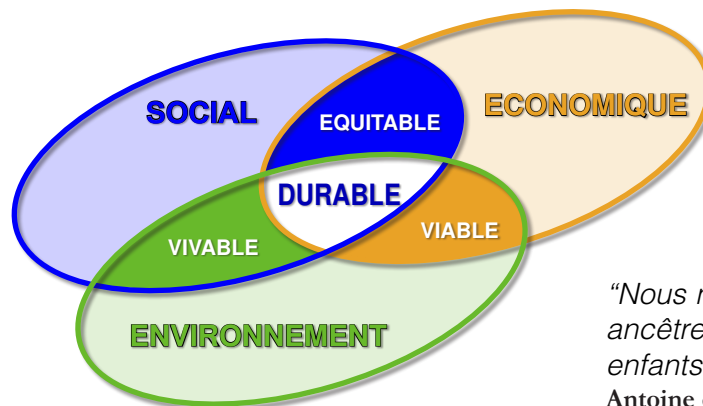 SOCIAL
ECONOMIQUE
EQUITABLE
DURABLE
VIVABLE
VIABLE
ENVIRONNEMENT
“Nous
ancêtre
enfants
Antoine